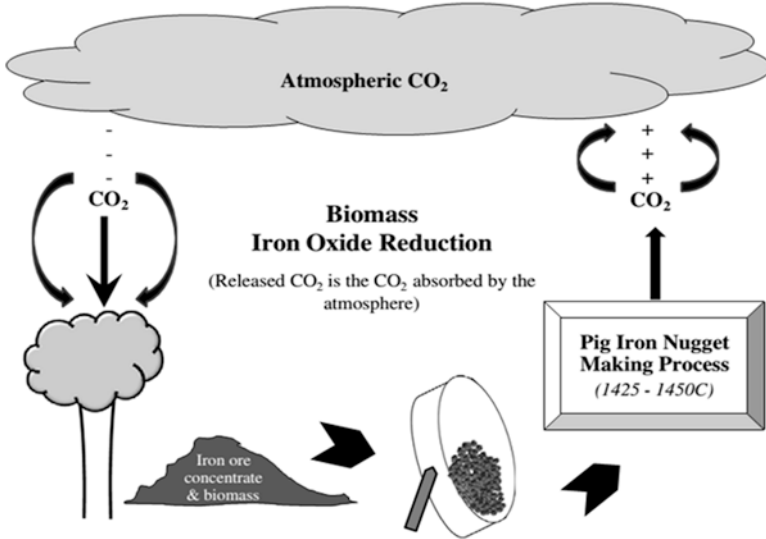 Atmospheric CO₂
-
-
-
CO₂
+
+
+
CO₂
Biomass
Iron Oxide Reduction
(Released CO₂ is the CO₂ absorbed by the
atmosphere)
Pig Iron Nugget
Making Process
(1425 - 1450C)
Iron ore
concentrate
& biomass